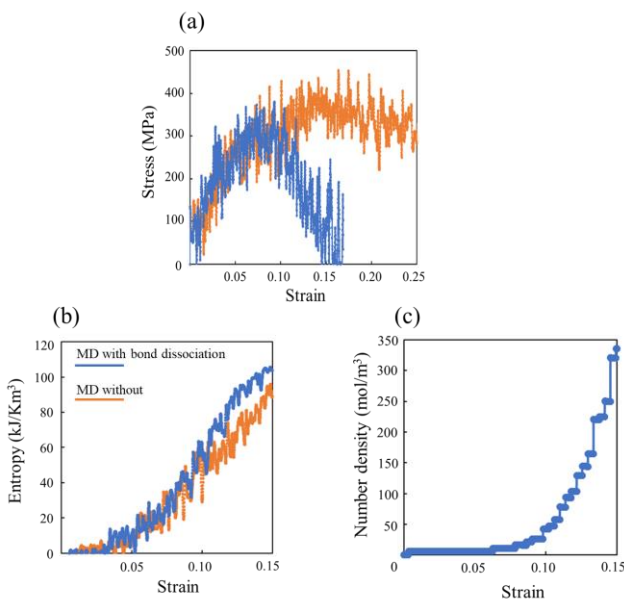 (a)
500
400
300
200
100
0
Stress (MPa)
0.05 0.10 0.15 0.20 0.25
Strain
(b)
120
100
80
60
40
20
0
Entropy (kJ/Km³)
MD with bond dissociation
MD without
0.05 0.10 0.15
Strain
(c)
350
300
250
200
150
100
50
0
Number density (mol/m³)
0.05 0.10 0.15
Strain